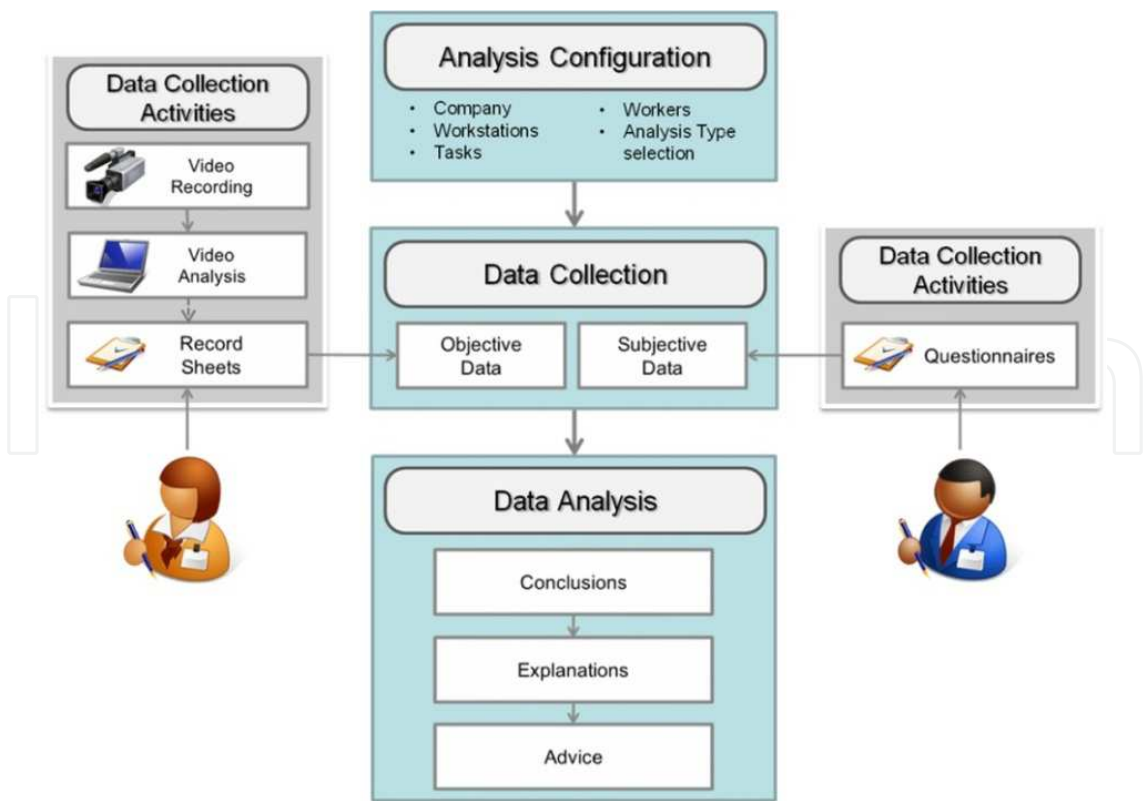 Analysis Configuration
• Company
• Workstations
• Tasks
• Workers
• Analysis Type
selection
Data Collection
Activities
Video
Recording
Video
Analysis
Record
Sheets
Data Collection
Objective
Data
Subjective
Data
Data Collection
Activities
Questionnaires
Data Analysis
Conclusions
Explanations
Advice